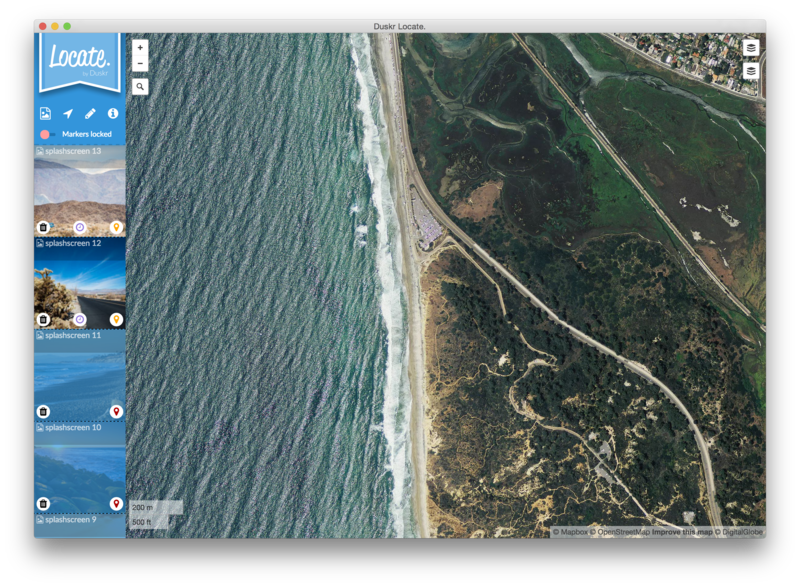 Duskr Locate.
Locate.
by Duskr
Markers locked
splashscreen 13
splashscreen 12
splashscreen 11
splashscreen 10
splashscreen 9
+
−
200 m
500 ft
© Mapbox © OpenStreetMap Improve this map © DigitalGlobe